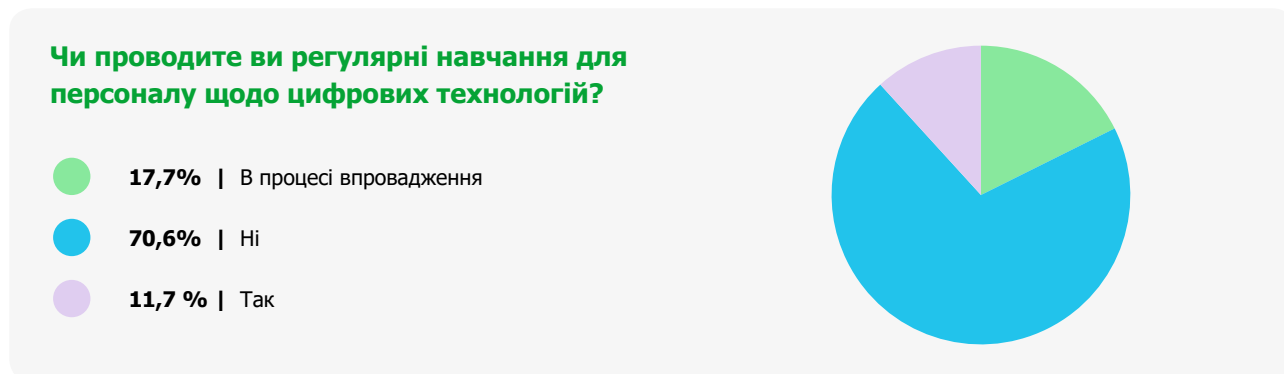 Чи проводите ви регулярні навчання для
персоналу щодо цифрових технологій?
17,7% | В процесі впровадження
70,6% | Ні
11,7 % | Так